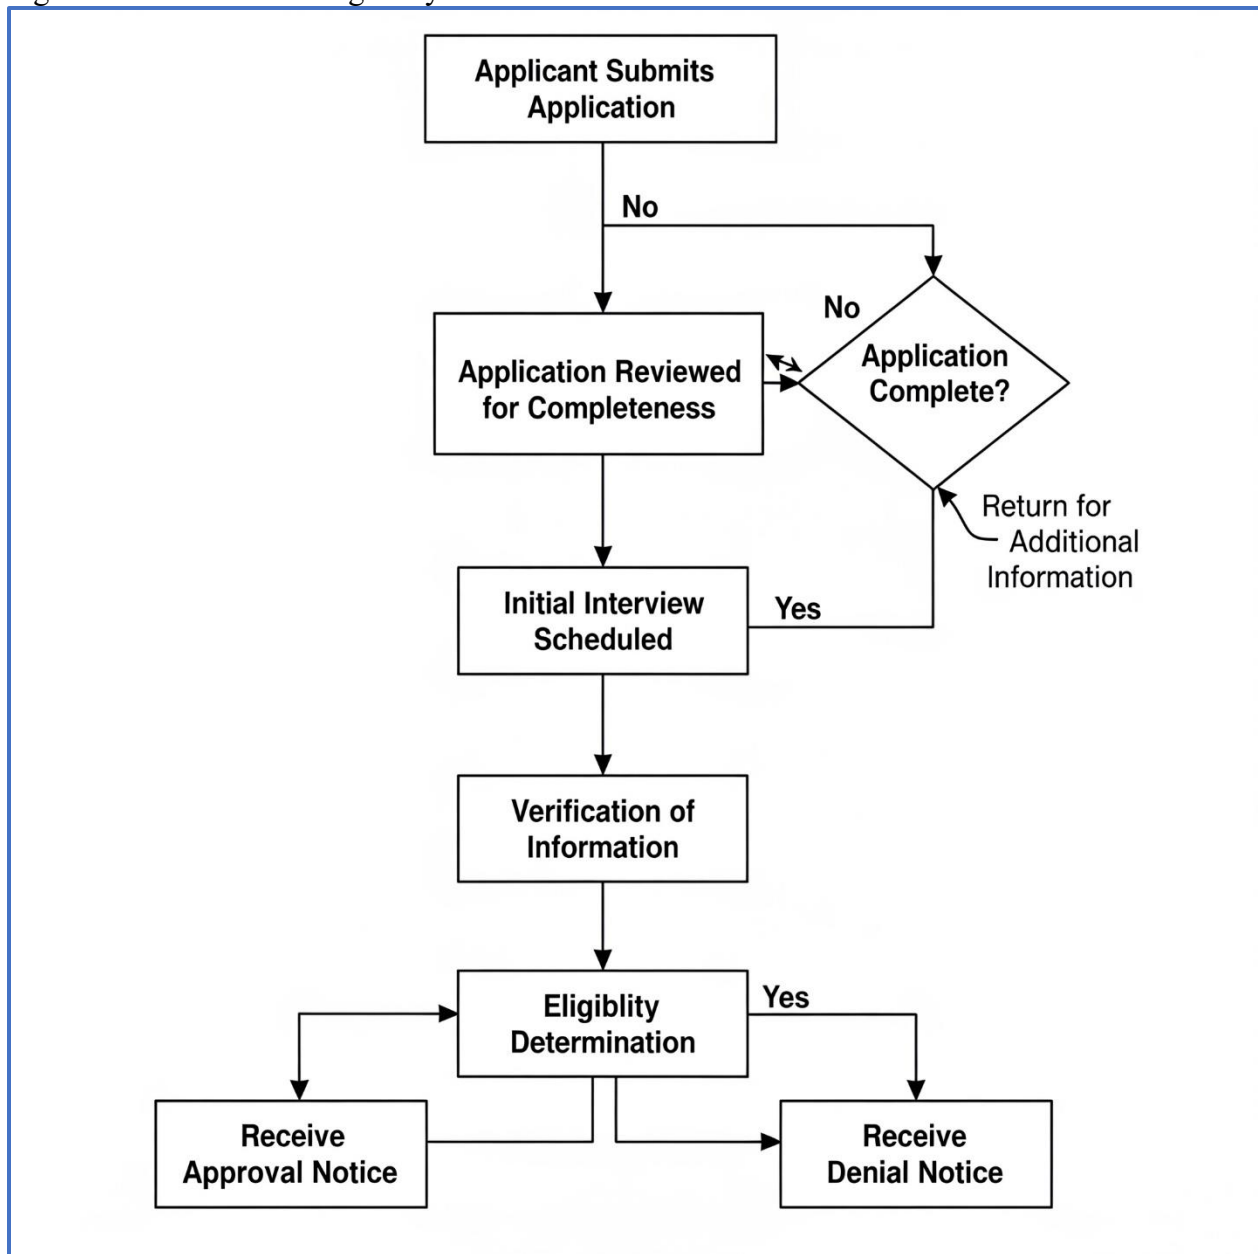 Applicant Submits
Application
No
No
Application
Complete?
Application Reviewed
for Completeness
Return for
Additional
Information
Initial Interview
Scheduled
Yes
Verification of
Information
Eligiblity
Determination
Yes
Receive
Approval Notice
Receive
Denial Notice